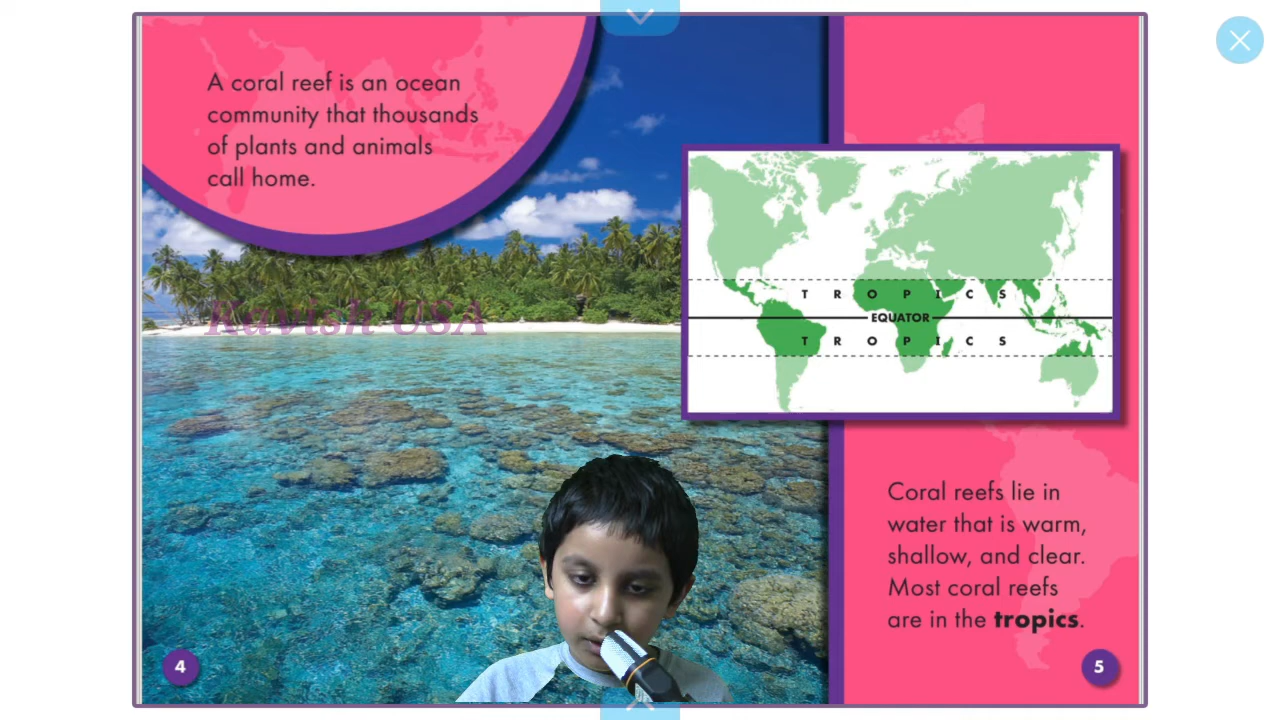 A coral reef is an ocean
community that thousands
of plants and animals
call home.
Ravish USA
T R O P I C S
EQUATOR
T R O P I C S
Coral reefs lie in
water that is warm,
shallow, and clear.
Most coral reefs
are in the tropics.
4
5